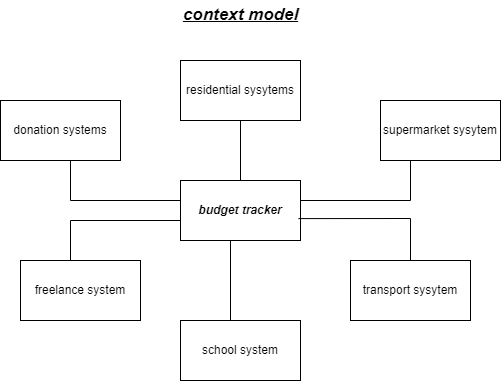 context model
residential sysytems
donation systems
supermarket sysytem
budget tracker
freelance system
transport sysytem
school system